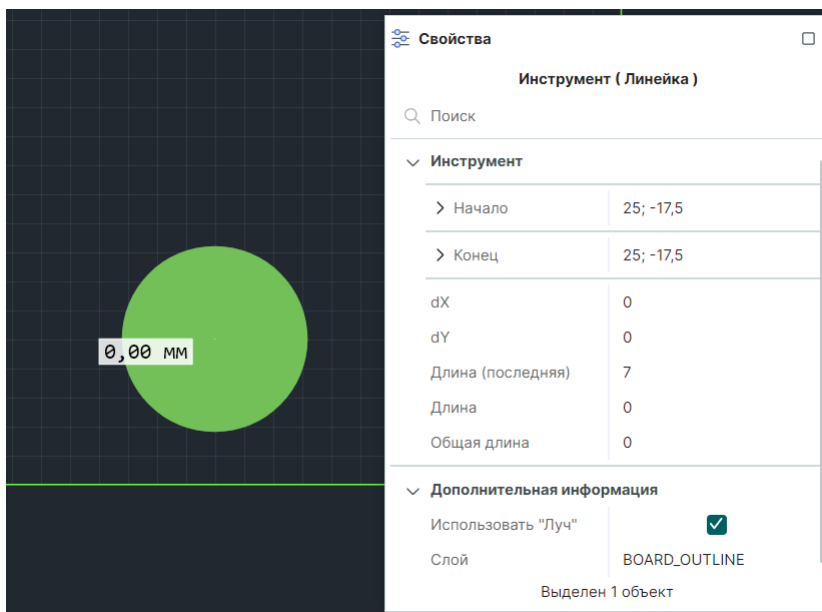 Свойства
Инструмент ( Линейка )
Поиск
Инструмент
Начало 25; -17,5
Конец 25; -17,5
dX 0
dY 0
Длина (последняя) 7
Длина 0
Общая длина 0
Дополнительная информация
Использовать "Луч"
Слой BOARD_OUTLINE
Выделен 1 объект
0,00 мм